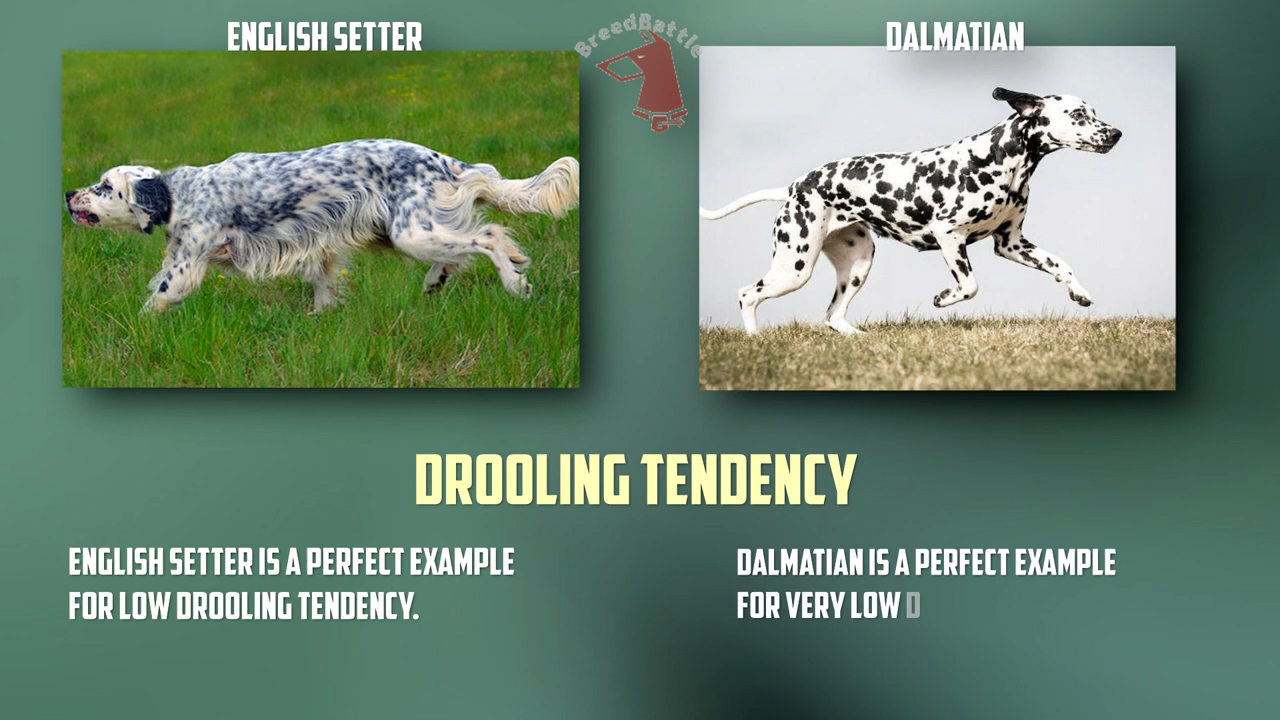 ENGLISH SETTER
BreedBattle
DALMATIAN
DROOLING TENDENCY
ENGLISH SETTER IS A PERFECT EXAMPLE
FOR LOW DROOLING TENDENCY.
DALMATIAN IS A PERFECT EXAMPLE
FOR VERY LOW D